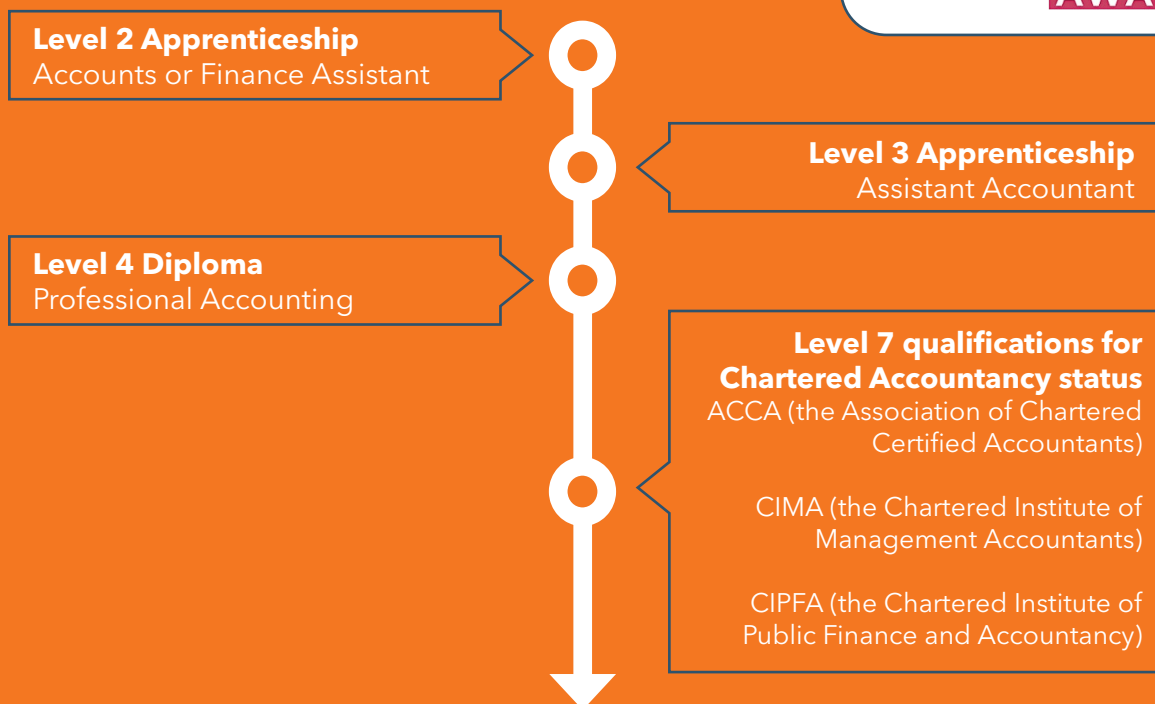 Level 2 Apprenticeship
Accounts or Finance Assistant
Level 3 Apprenticeship
Assistant Accountant
Level 4 Diploma
Professional Accounting
Level 7 qualifications for
Chartered Accountancy status
ACCA (the Association of Chartered
Certified Accountants)
CIMA (the Chartered Institute of
Management Accountants)
CIPFA (the Chartered Institute of
Public Finance and Accountancy)